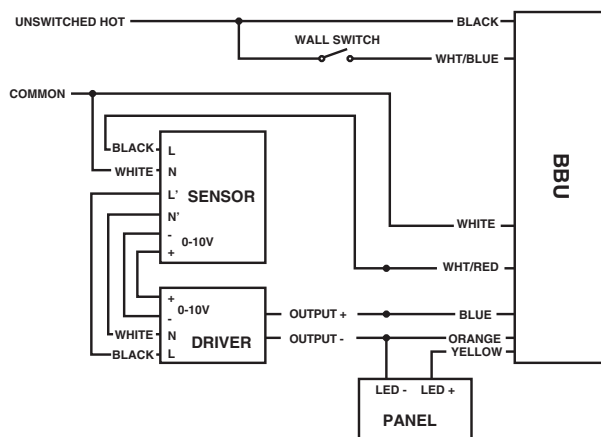 UNSWITCHED HOT
BLACK
WALL SWITCH
WHT/BLUE
COMMON
BBU
BLACK L
WHITE N
L'
SENSOR
N'
-
0-10V
+
WHITE
WHT/RED
+
0-10V
-
WHITE N
DRIVER
BLACK L
OUTPUT +
BLUE
OUTPUT -
ORANGE
YELLOW
LED - LED +
PANEL